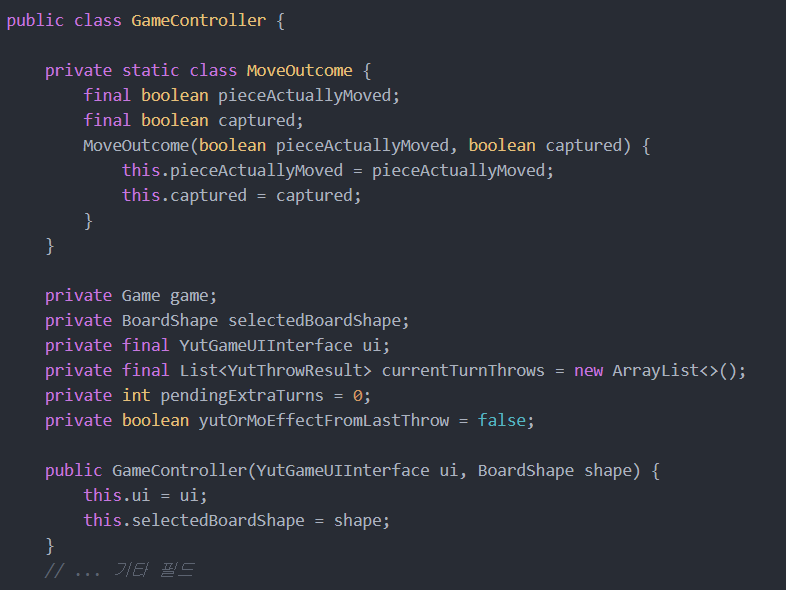 public class GameController {
private static class MoveOutcome {
final boolean pieceActuallyMoved;
final boolean captured;
MoveOutcome(boolean pieceActuallyMoved, boolean captured) {
this.pieceActuallyMoved = pieceActuallyMoved;
this.captured = captured;
}
}
private Game game;
private BoardShape selectedBoardShape;
private final YutGameUIInterface ui;
private final List<YutThrowResult> currentTurnThrows = new ArrayList<>();
private int pendingExtraTurns = 0;
private boolean yutOrMoEffectFromLastThrow = false;
public GameController(YutGameUIInterface ui, BoardShape shape) {
this.ui = ui;
this.selectedBoardShape = shape;
}
// ... 기타 필드